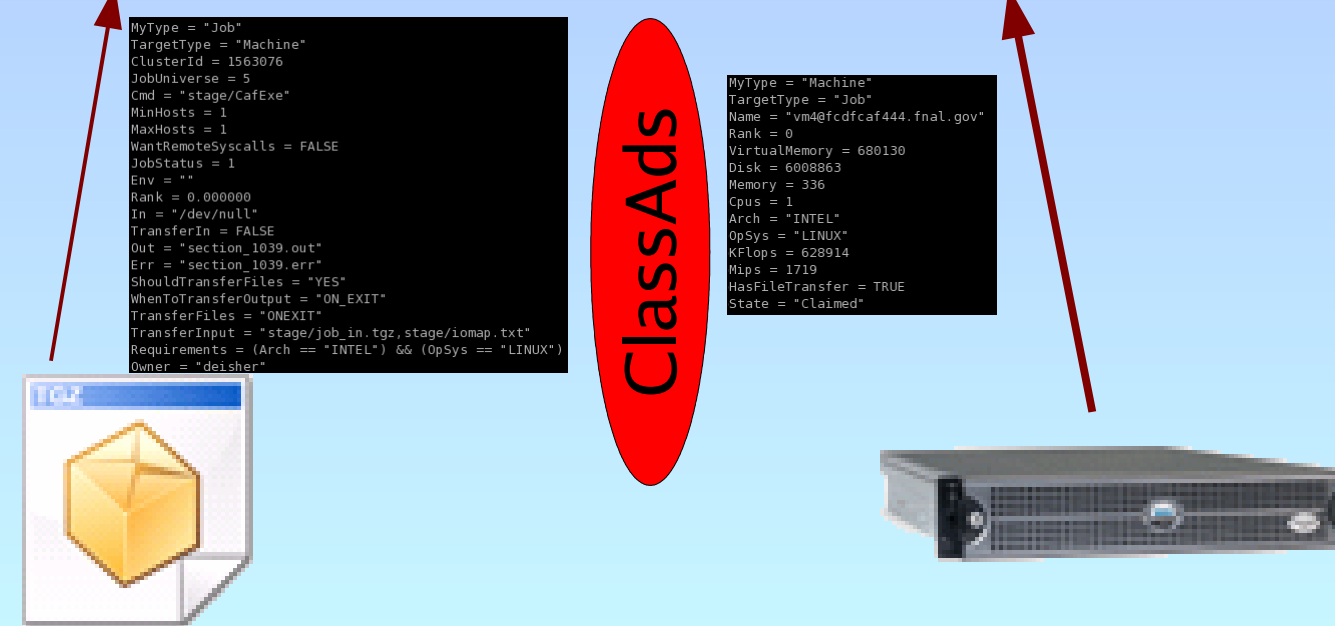 MyType = "Job"
TargetType = "Machine"
ClusterId = 1563076
JobUniverse = 5
Cmd = "stage/CafExe"
MinHosts = 1
MaxHosts = 1
WantRemoteSyscalls = FALSE
JobStatus = 1
Env = ""
Rank = 0.000000
In = "/dev/null"
TransferIn = FALSE
Out = "section_1039.out"
Err = "section_1039.err"
ShouldTransferFiles = "YES"
WhenToTransferOutput = "ON_EXIT"
TransferFiles = "ONEXIT"
TransferInput = "stage/job_in.tgz,stage/iomap.txt"
Requirements = (Arch == "INTEL") && (OpSys == "LINUX")
Owner = "deisher"
TGZ
ClassAds
MyType = "Machine"
TargetType = "Job"
Name = "vm4@fcdfcaf444.fnal.gov"
Rank = 0
VirtualMemory = 680130
Disk = 6008863
Memory = 336
Cpus = 1
Arch = "INTEL"
OpSys = "LINUX"
KFlops = 628914
Mips = 1719
HasFileTransfer = TRUE
State = "Claimed"